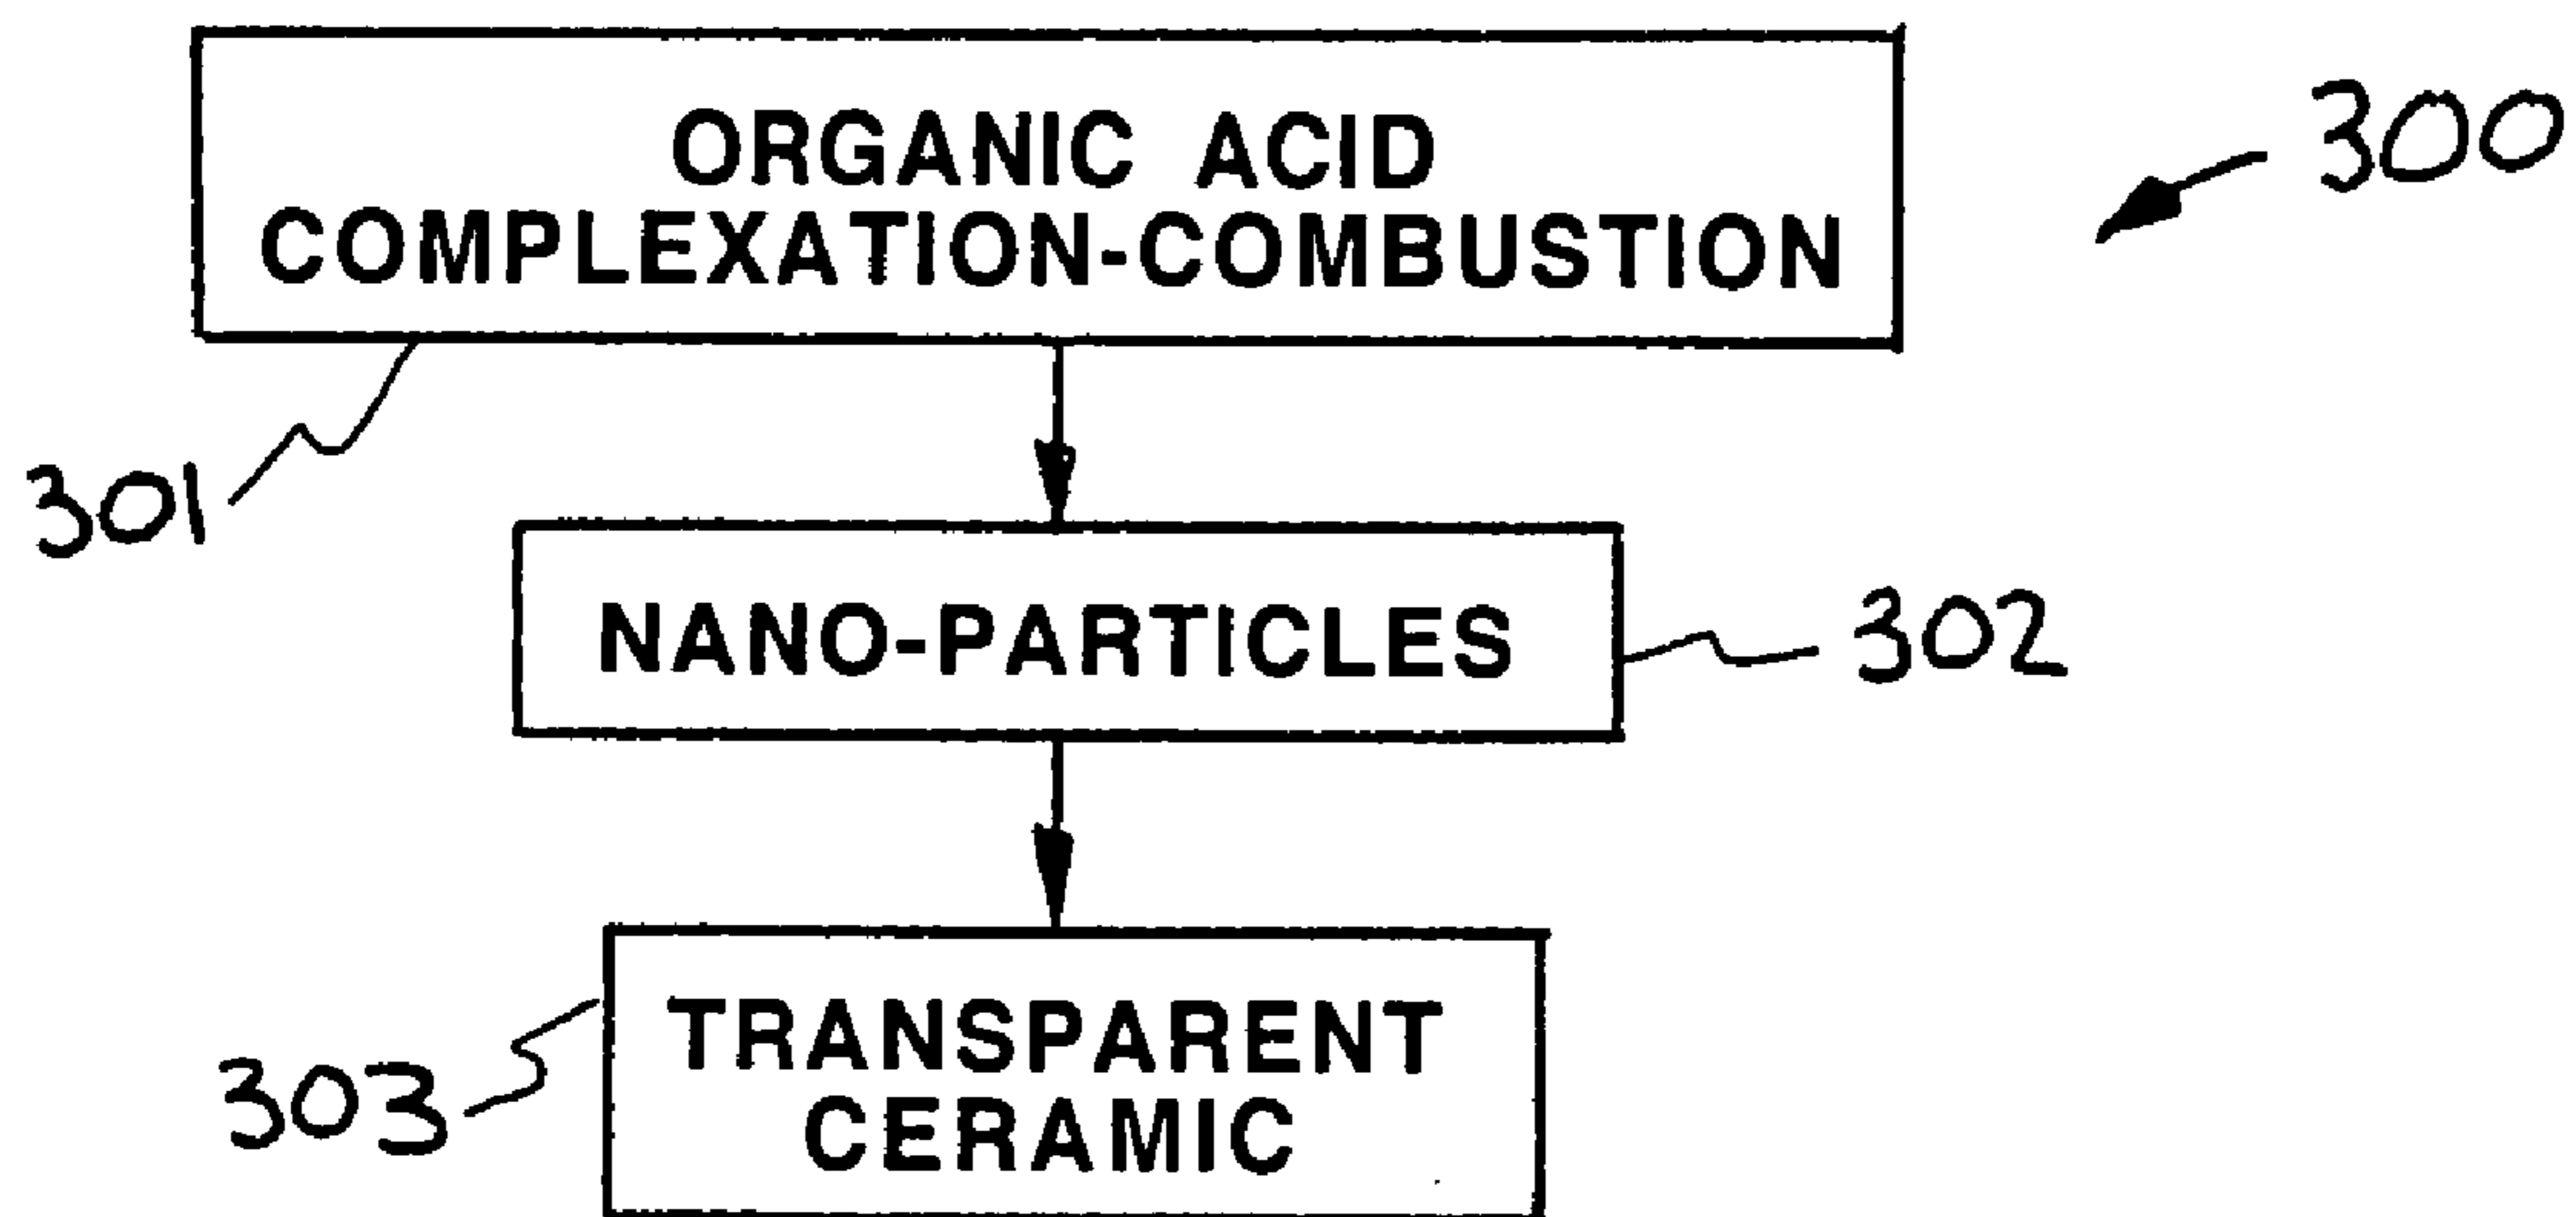 ORGANIC ACID
COMPLEXATION-COMBUSTION
300
301
NANO-PARTICLES
302
TRANSPARENT
CERAMIC
303